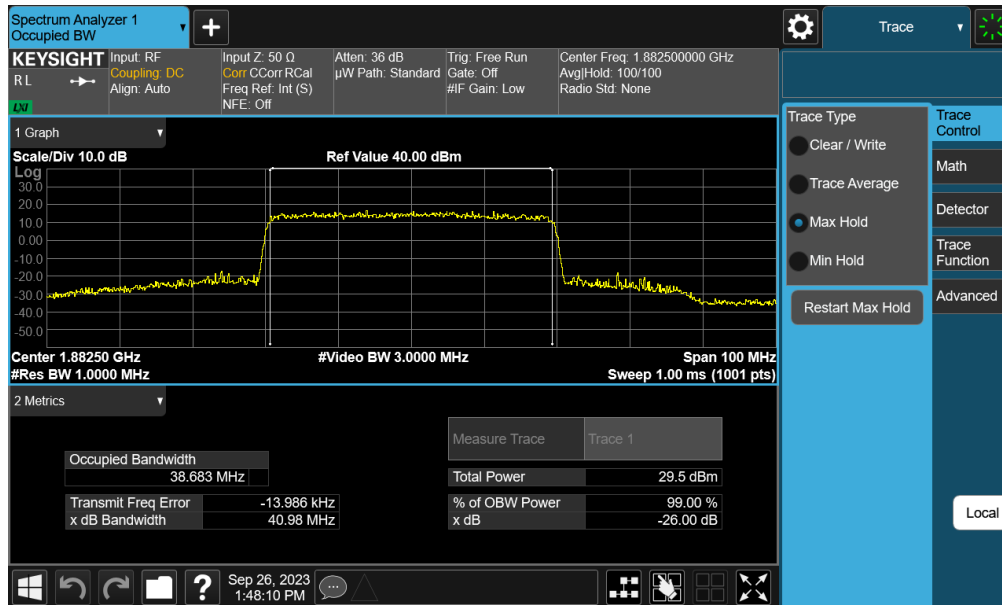 Spectrum Analyzer 1
Occupied BW
Trace
KEYSIGHT
R L
LXI
Input: RF
Coupling: DC
Align: Auto
Input Z: 50 Ω
Corr CCorr RCal
Freq Ref: Int (S)
NFE: Off
Atten: 36 dB
µW Path: Standard
Trig: Free Run
Gate: Off
#IF Gain: Low
Center Freq: 1.882500000 GHz
Avg|Hold: 100/100
Radio Std: None
1 Graph
Scale/Div 10.0 dB
Ref Value 40.00 dBm
Log
30.0
20.0
10.0
0.00
-10.0
-20.0
-30.0
-40.0
-50.0
Center 1.88250 GHz
#Video BW 3.0000 MHz
Span 100 MHz
#Res BW 1.0000 MHz
Sweep 1.00 ms (1001 pts)
2 Metrics
Measure Trace
Trace 1
Occupied Bandwidth
38.683 MHz
Total Power
29.5 dBm
Transmit Freq Error
-13.986 kHz
% of OBW Power
99.00 %
x dB Bandwidth
40.98 MHz
x dB
-26.00 dB
Trace Type
Clear / Write
Trace Average
Max Hold
Min Hold
Restart Max Hold
Trace
Control
Math
Detector
Trace
Function
Advanced
Local
?
Sep 26, 2023
1:48:10 PM